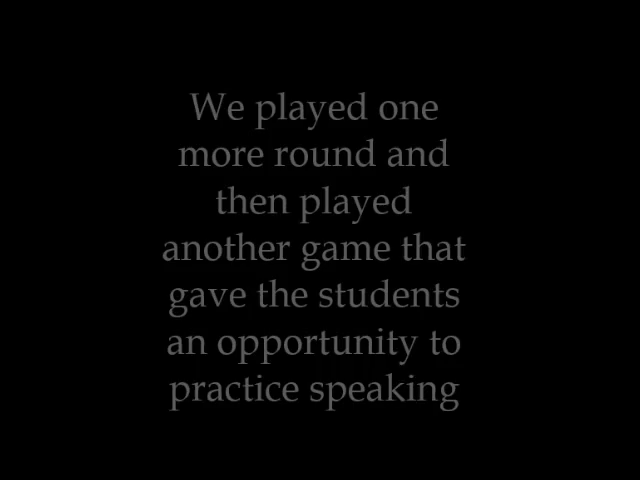 We played one
more round and
then played
another game that
gave the students
an opportunity to
practice speaking